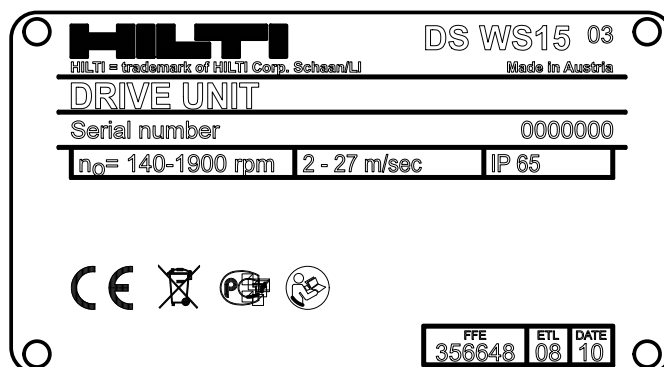 HILTI DS WS15 03
HILTI = trademark of HILTI Corp. Schaan/LI Made in Austria
DRIVE UNIT
Serial number 0000000
nO= 140-1900 rpm 2 - 27 m/sec IP 65
CE
FFE ETL DATE
356648 08 10